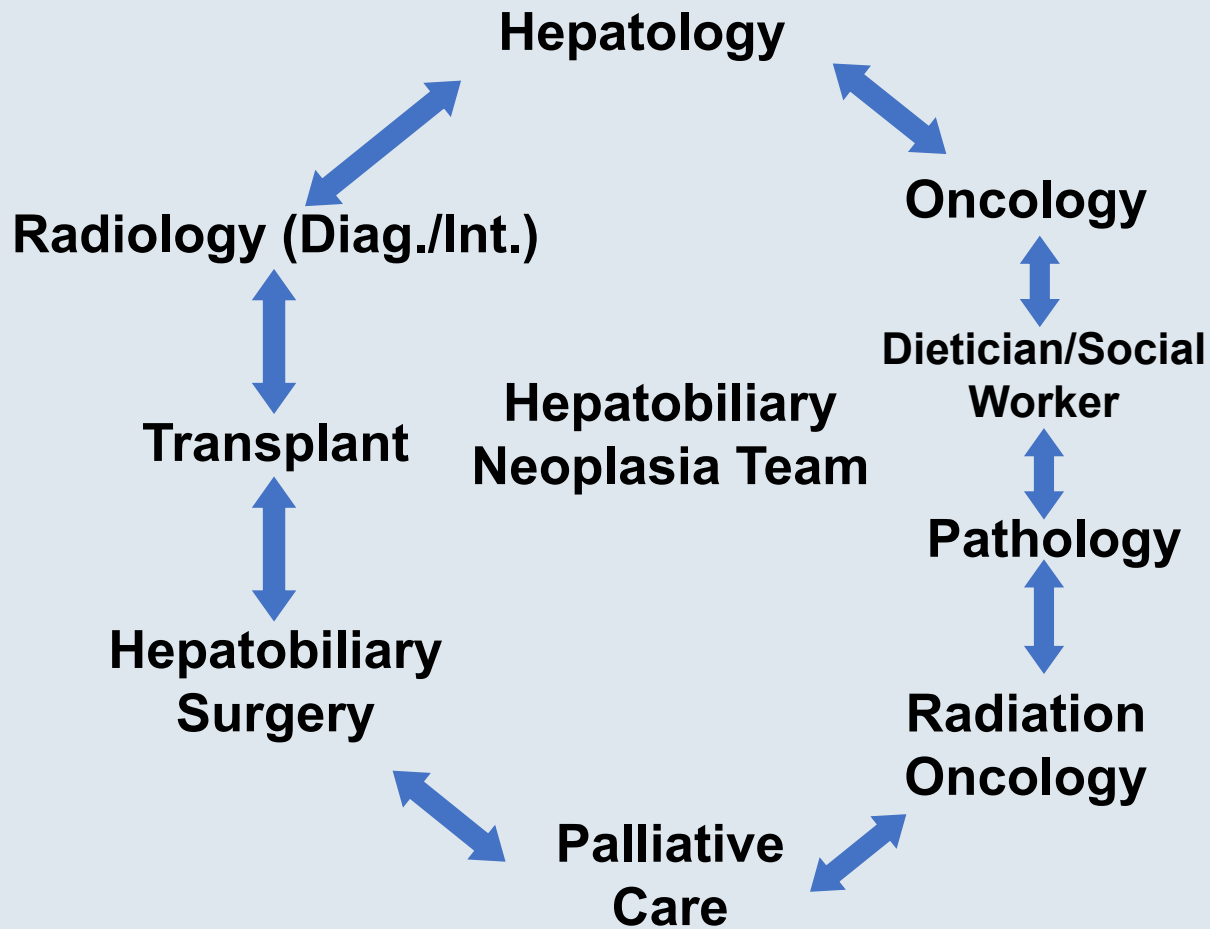 Hepatology
Oncology
Radiology (Diag./Int.)
Dietician/Social
Worker
Hepatobiliary
Neoplasia Team
Transplant
Pathology
Hepatobiliary
Surgery
Radiation
Oncology
Palliative
Care